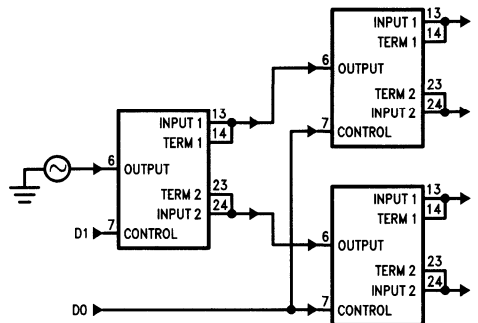 INPUT 1 13
TERM 1 14
6 OUTPUT
TERM 2 23
INPUT 2 24
7 CONTROL
INPUT 1 13
TERM 1 14
6 OUTPUT
TERM 2 23
INPUT 2 24
D1 7 CONTROL
INPUT 1 13
TERM 1 14
6 OUTPUT
TERM 2 23
INPUT 2 24
D0 7 CONTROL